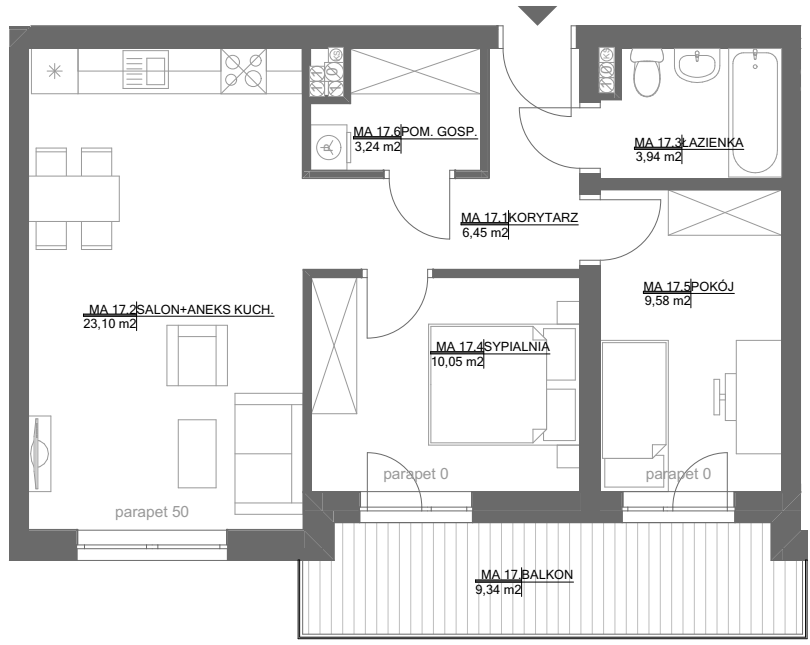 MA 17.6 POM. GOSP.
3,24 m2
MA 17.3 ŁAZIENKA
3,94 m2
MA 17.1 KORYTARZ
6,45 m2
MA 17.5 POKÓJ
9,58 m2
MA 17.2 SALON+ANEKS KUCH.
23,10 m2
MA 17.4 SYPIALNIA
10,05 m2
parapet 0
parapet 0
parapet 50
MA 17. BALKON
9,34 m2